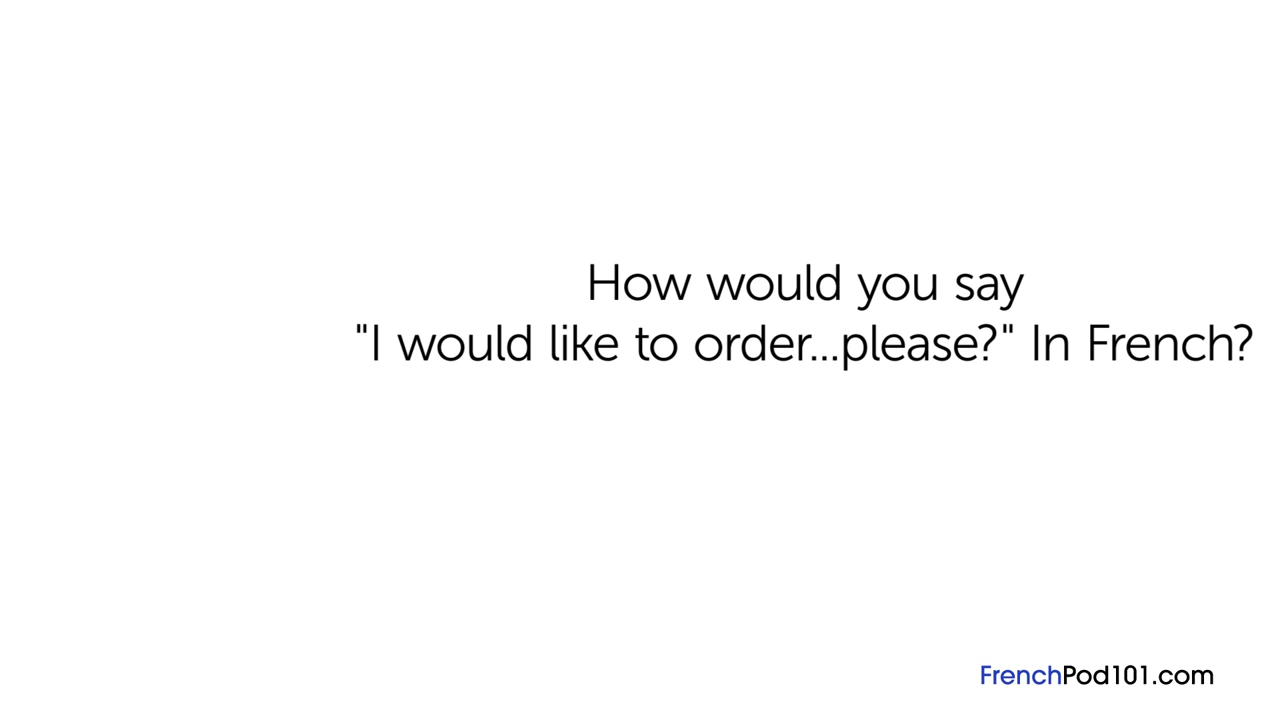 How would you say
"I would like to order...please?" In French?
FrenchPod101.com